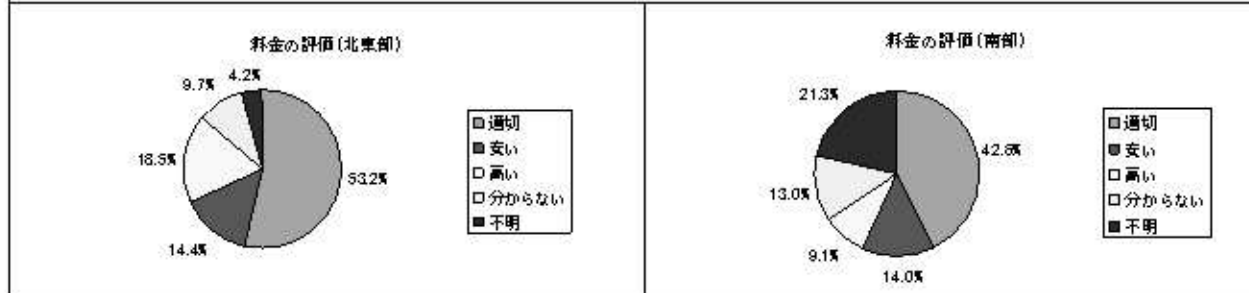 料金の評価(北東部)
4.2%
9.7%
18.5%
53.2%
14.4%
適切
安い
高い
分からない
不明
料金の評価(南部)
21.3%
42.6%
13.0%
9.1%
14.0%
適切
安い
高い
分からない
不明